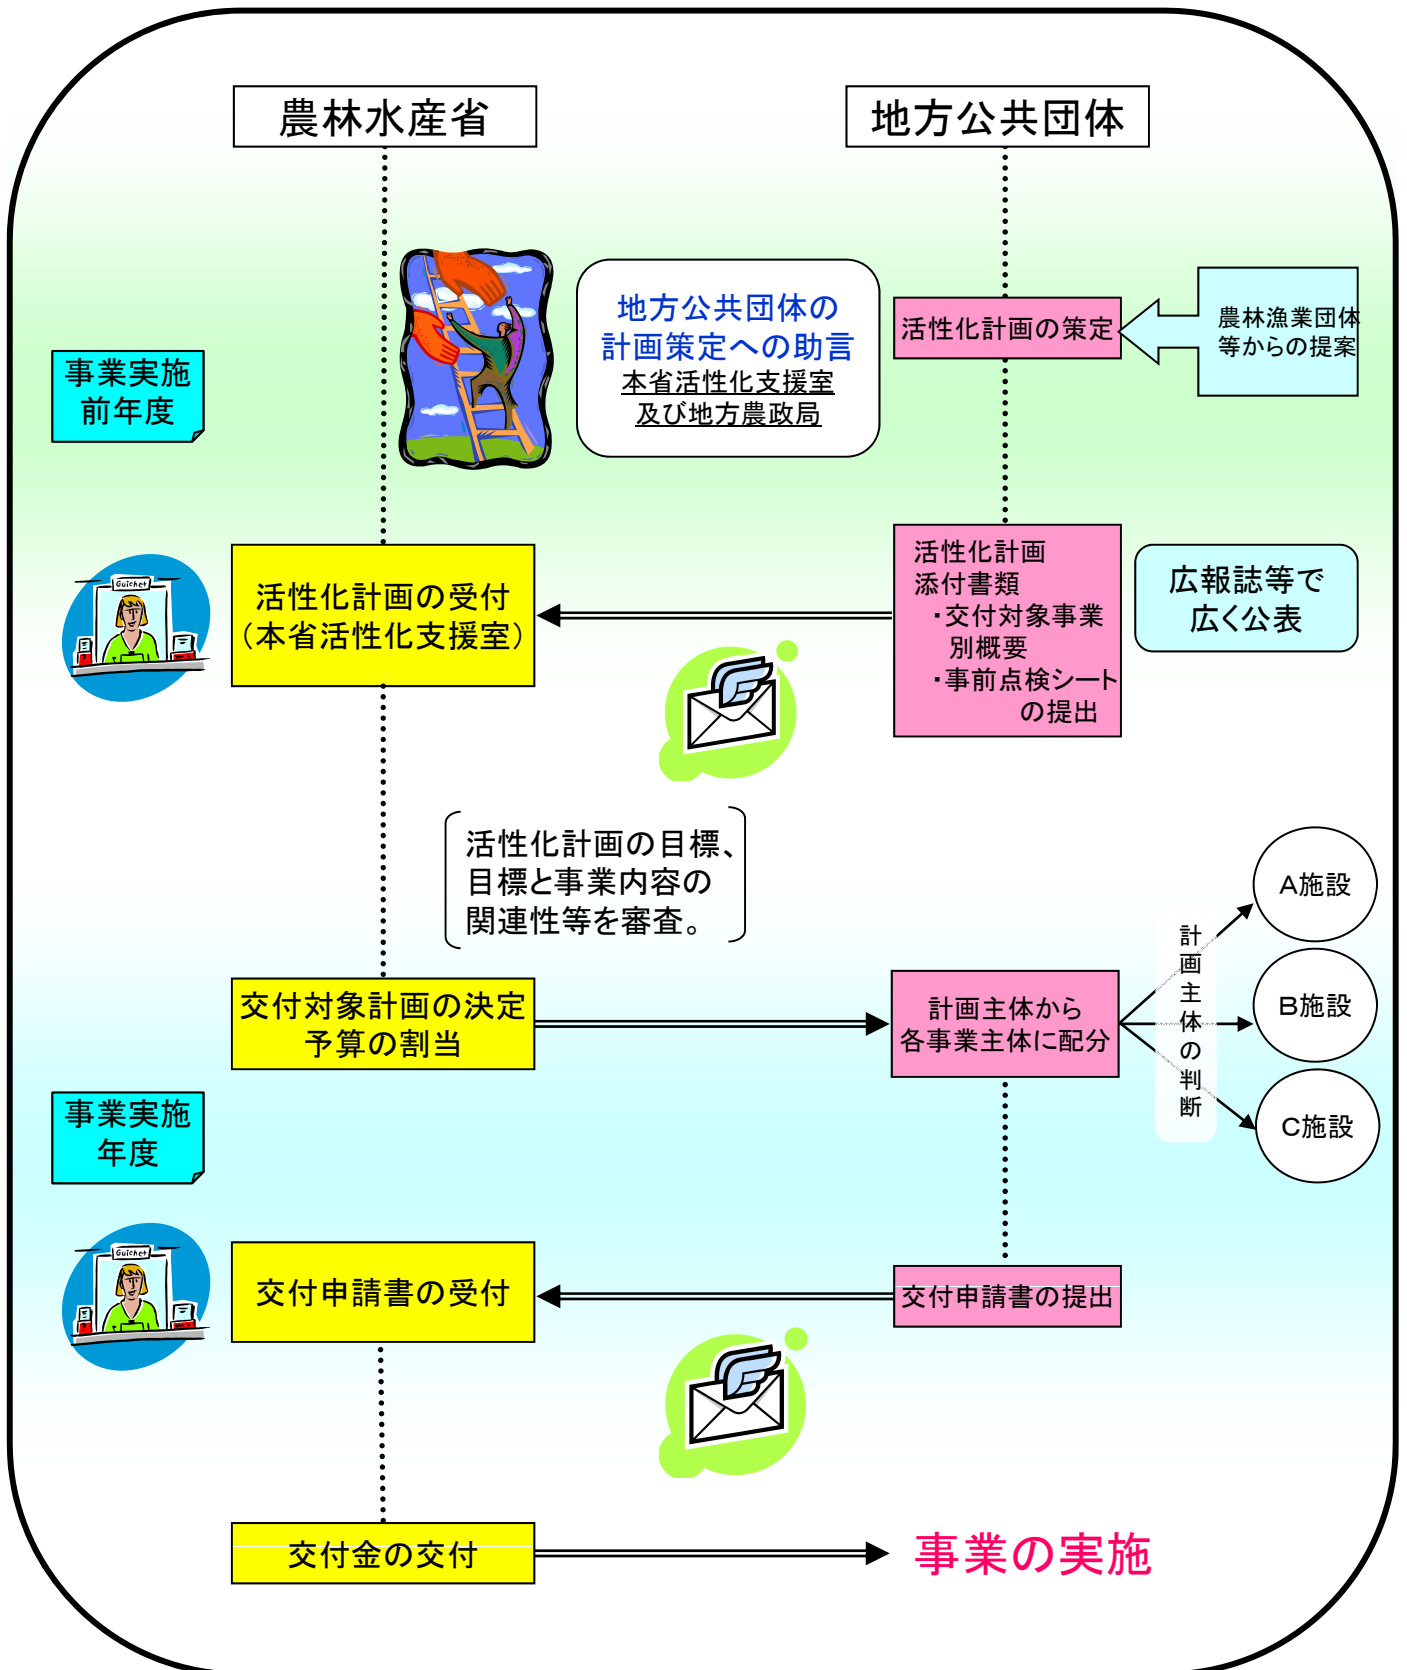 農林水産省
地方公共団体
地方公共団体の
計画策定への助言
本省活性化支援室
及び地方農政局
活性化計画の策定
農林漁業団体
等からの提案
事業実施
前年度
Guichet
活性化計画の受付
（本省活性化支援室）
活性化計画
添付書類
・交付対象事業
別概要
・事前点検シート
の提出
広報誌等で
広く公表
活性化計画の目標、
目標と事業内容の
関連性等を審査。
交付対象計画の決定
予算の割当
計画主体から
各事業主体に配分
計画主体の判断
A施設
B施設
C施設
事業実施
年度
Guichet
交付申請書の受付
交付申請書の提出
交付金の交付
事業の実施